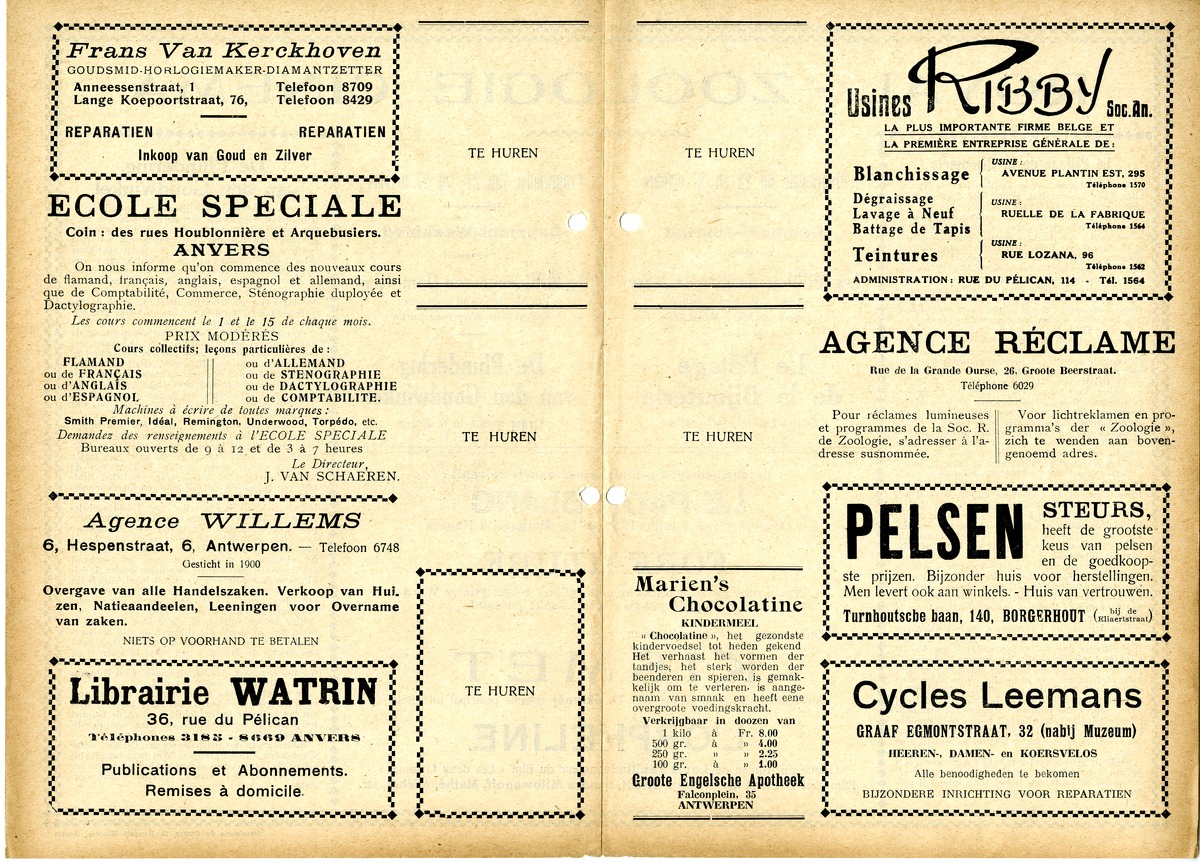 Frans Van Kerckhoven
GOUDSMID-HORLOGIEMAKER-DIAMANTZETTER
Anneessenstraat, 1 Telefoon 8709
Lange Koepoortstraat, 76, Telefoon 8429
REPARATIEN REPARATIEN
Inkoop van Goud en Zilver
ECOLE SPECIALE
Coin : des rues Houblonnière et Arquebusiers.
ANVERS
On nous informe qu'on commence des nouveaux cours
de flamand, français, anglais, espagnol et allemand, ainsi
que de Comptabilité, Commerce, Sténographie duployée et
Dactylographie.
Les cours commencent le 1 et le 15 de chaque mois.
PRIX MODÉRÉS
Cours collectifs; leçons particulières de :
FLAMAND ou d'ALLEMAND
ou de FRANÇAIS ou de STENOGRAPHIE
ou d'ANGLAIS ou de DACTYLOGRAPHIE
ou d'ESPAGNOL ou de COMPTABILITE.
Machines à écrire de toutes marques :
Smith Premier, Idéal, Remington, Underwood, Torpédo, etc.
Demandez des renseignements à l'ECOLE SPÉCIALE
Bureaux ouverts de 9 à 12 et de 3 à 7 heures
Le Directeur,
J. VAN SCHAEREN.
Agence WILLEMS
6, Hespenstraat, 6, Antwerpen. — Telefoon 6748
Gesticht in 1900
Overgave van alle Handelszaken. Verkoop van Hui.
zen, Natieaandeelen, Leeningen voor Overname
van zaken.
NIETS OP VOORHAND TE BETALEN
Librairie WATRIN
36, rue du Pélican
Téléphones 3185 - 8669 ANVERS
Publications et Abonnements.
Remises à domicile.
TE HUREN
TE HUREN
TE HUREN
TE HUREN
TE HUREN
Marien's
Chocolatine
KINDERMEEL
« Chocolatine », het gezondste
kindervoedsel tot heden gekend
Het verhaast het vormen der
tandjes, het sterk worden der
beenderen en spieren, is gemak-
kelijk om te verteren. is aange-
naam van smaak en heeft eene
overgroote voedingskracht.
Verkrijgbaar in doozen van
1 kilo à Fr. 8.00
500 gr. à » 4.00
250 gr. à » 2.25
100 gr. à » 1.00
Groote Engelsche Apotheek
Falconplein, 35
ANTWERPEN
Usines RIBBY Soc. An.
LA PLUS IMPORTANTE FIRME BELGE ET
LA PREMIÈRE ENTREPRISE GÉNÉRALE DE :
Blanchissage
USINE :
AVENUE PLANTIN EST, 295
Téléphone 1570
Dégraissage
Lavage à Neuf
Battage de Tapis
USINE :
RUELLE DE LA FABRIQUE
Téléphone 1564
Teintures
USINE :
RUE LOZANA, 96
Téléphone 1562
ADMINISTRATION : RUE DU PÉLICAN, 114 - Tél. 1564
AGENCE RÉCLAME
Rue de la Grande Ourse, 26, Groote Beerstraat.
Téléphone 6029
Pour réclames lumineuses
et programmes de la Soc. R.
de Zoologie, s'adresser à l'a-
dresse susnommée.
Voor lichtreklamen en pro-
gramma's der « Zoologie »,
zich te wenden aan boven-
genoemd adres.
PELSEN STEURS,
heeft de grootste
keus van pelsen
en de goedkoop-
ste prijzen. Bijzonder huis voor herstellingen.
Men levert ook aan winkels. - Huis van vertrouwen.
Turnhoutsche baan, 140, BORGERHOUT (bij de Eliaertstraat)
Cycles Leemans
GRAAF EGMONTSTRAAT, 32 (nabij Muzeum)
HEEREN-, DAMEN- en KOERSVELOS
Alle benoodigheden te bekomen
BIJZONDERE INRICHTING VOOR REPARATIEN